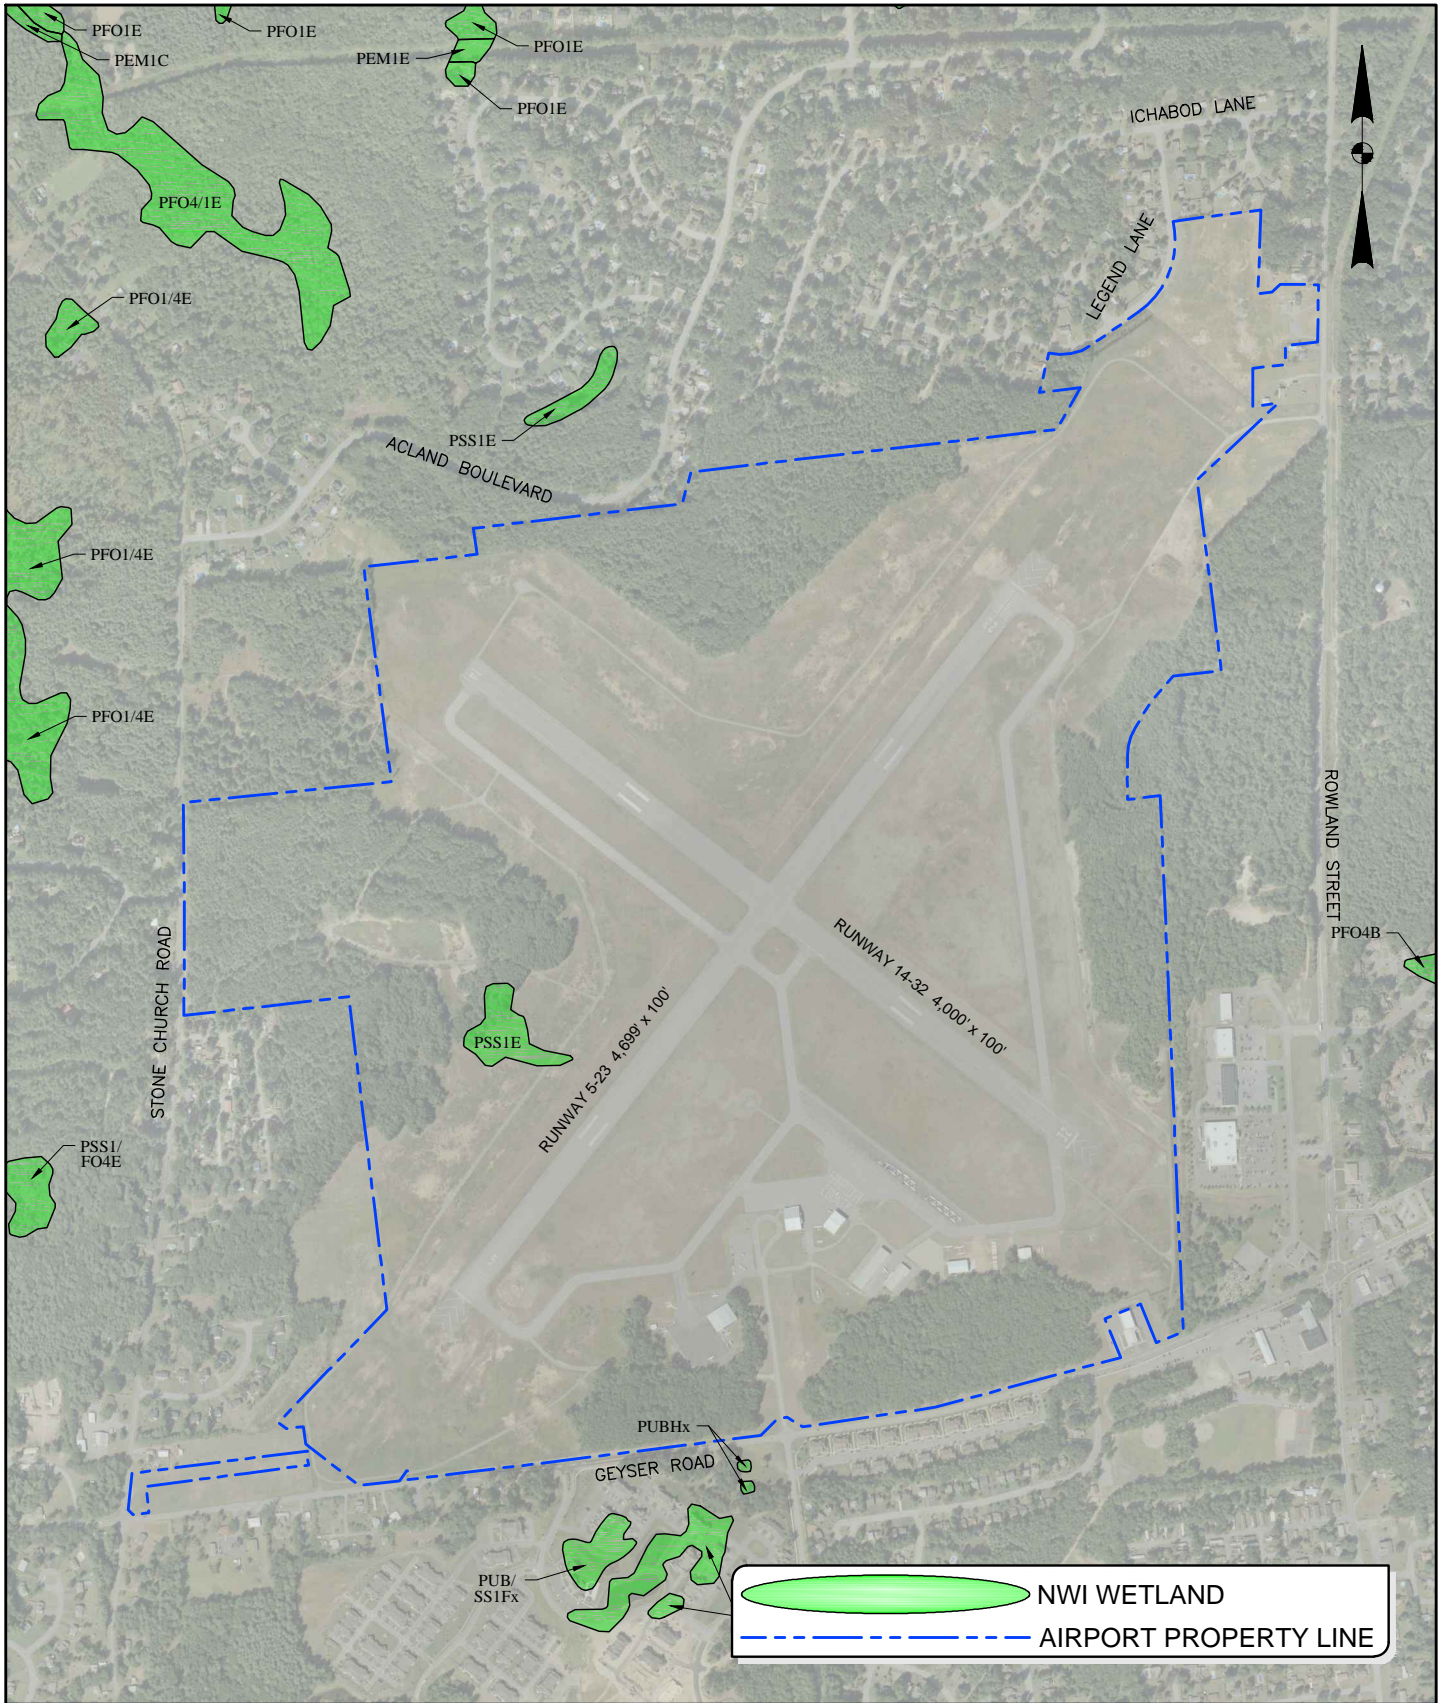 PFO1E
PEM1C
PFO1E
PFO1E
PEM1E
PFO1E
ICHABOD LANE
PFO4/1E
LEGEND LANE
PFO1/4E
PSS1E
ACLAND BOULEVARD
PFO1/4E
PFO1/4E
ROWLAND STREET
PFO4B
STONE CHURCH ROAD
RUNWAY 14-32 4,000' x 100'
PSS1E
RUNWAY 5-23 4,699' x 100'
PSS1/
FO4E
PUBHx
GEYSER ROAD
PUB/
SS1Fx
NWI WETLAND
AIRPORT PROPERTY LINE